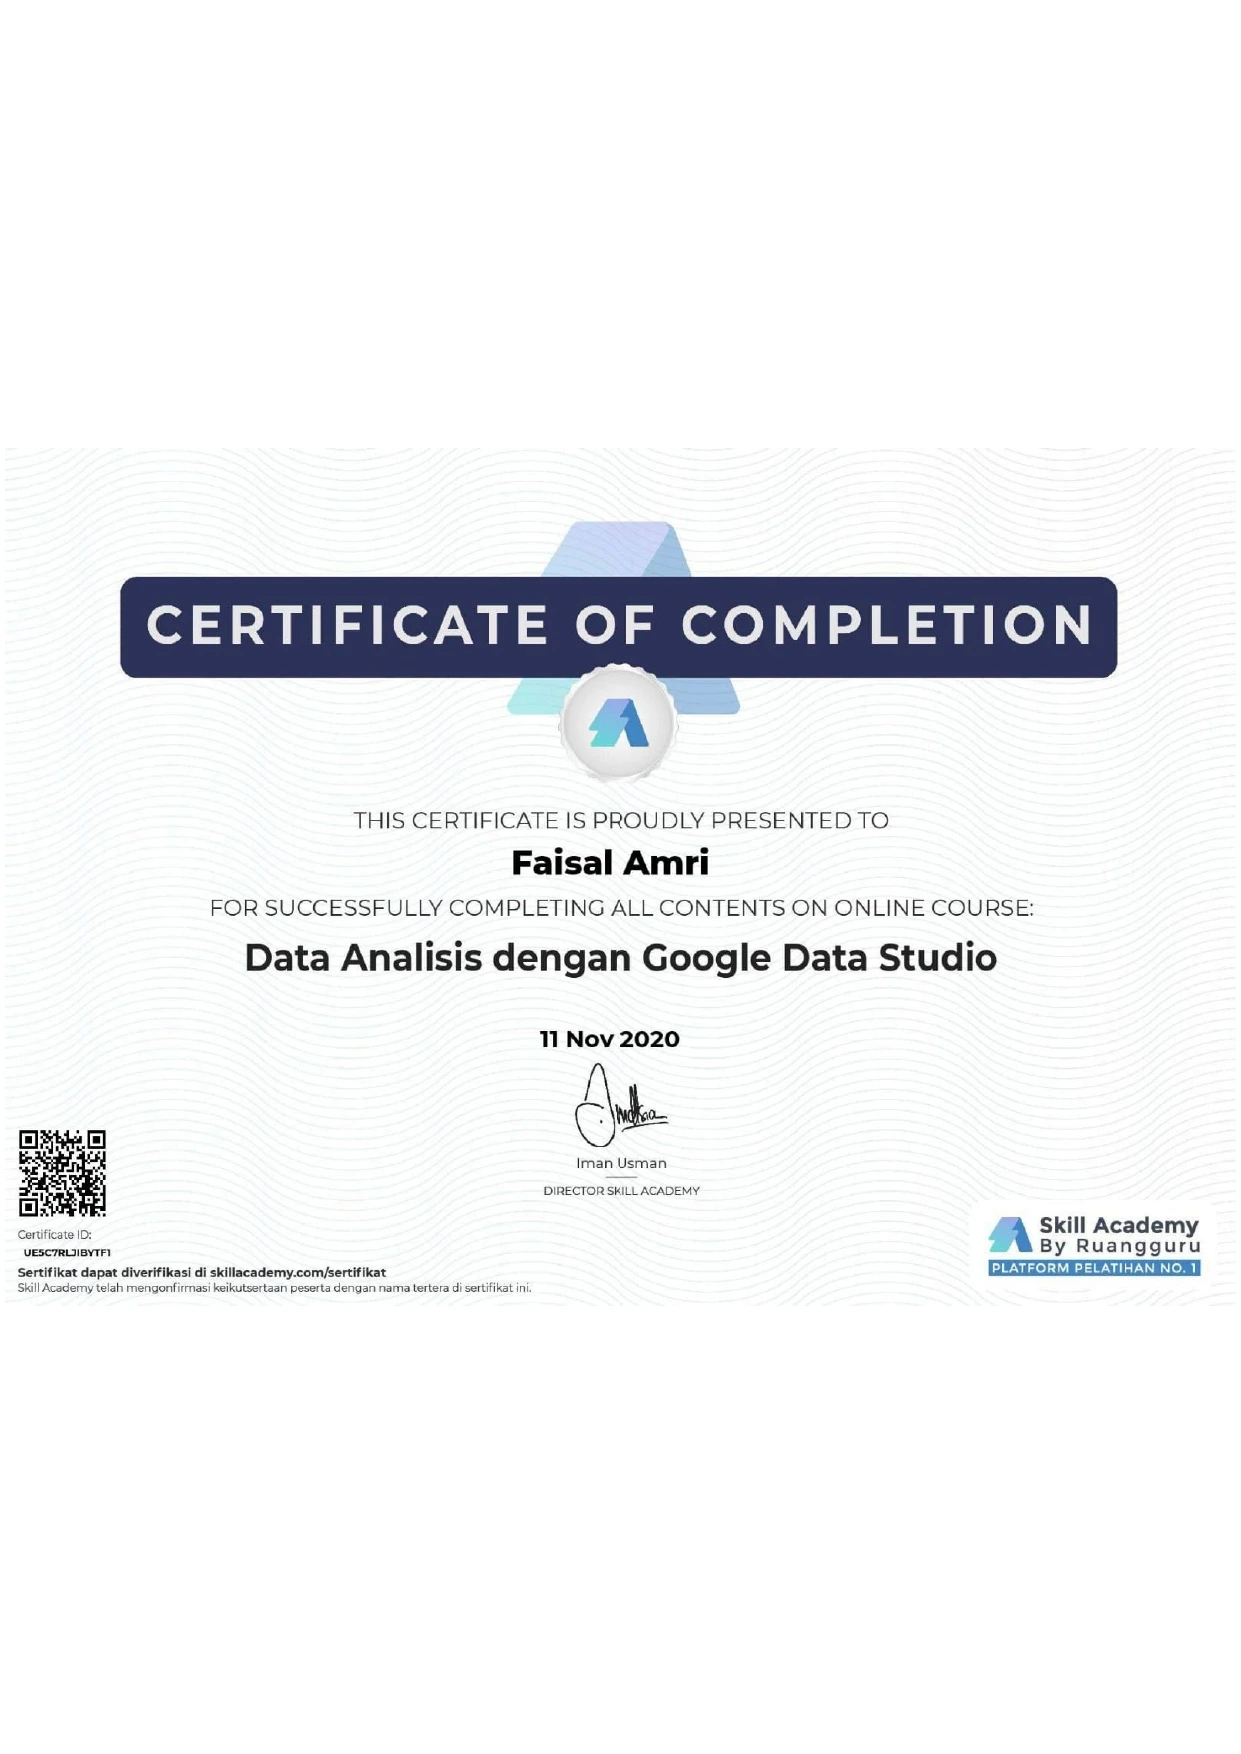 CERTIFICATE OF COMPLETION
THIS CERTIFICATE IS PROUDLY PRESENTED TO
Faisal Amri
FOR SUCCESSFULLY COMPLETING ALL CONTENTS ON ONLINE COURSE:
Data Analisis dengan Google Data Studio
11 Nov 2020
Iman Usman
DIRECTOR SKILL ACADEMY
Certificate ID:
UE5C7RLJIBYTF1
Sertifikat dapat diverifikasi di skillacademy.com/sertifikat
Skill Academy telah mengonfirmasi keikutsertaan peserta dengan nama tertera di sertifikat ini.
Skill Academy
By Ruangguru
PLATFORM PELATIHAN NO. 1